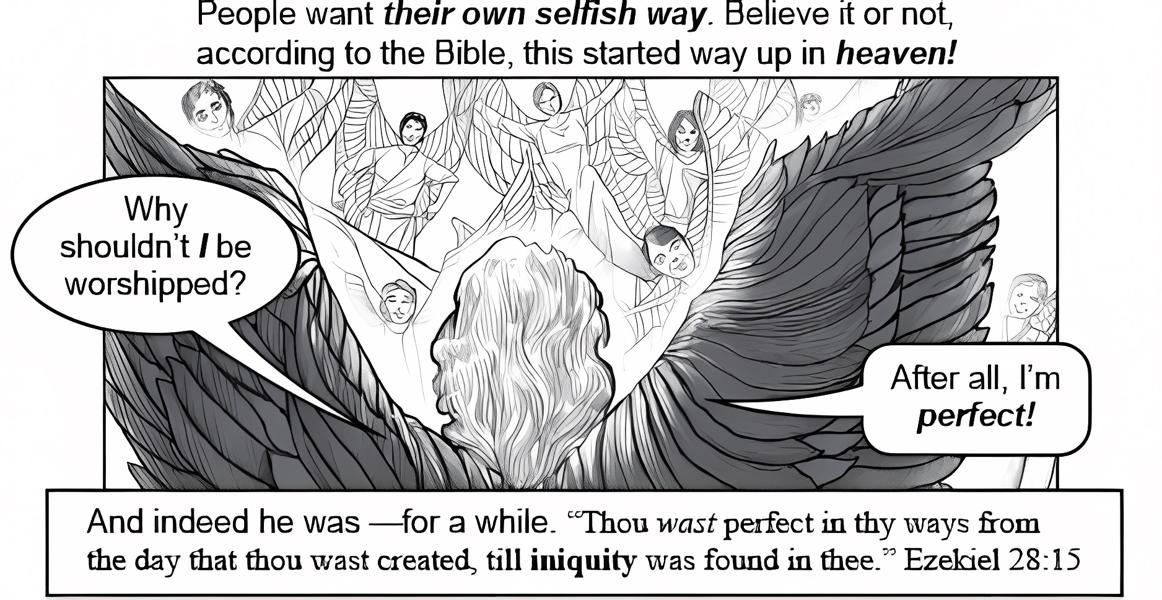 People want their own selfish way. Believe it or not,
according to the Bible, this started way up in heaven!
Why
shouldn't I be
worshipped?
After all, I'm
perfect!
And indeed he was —for a while. “Thou wast perfect in thy ways from
the day that thou wast created, till iniquity was found in thee.” Ezekiel 28:15